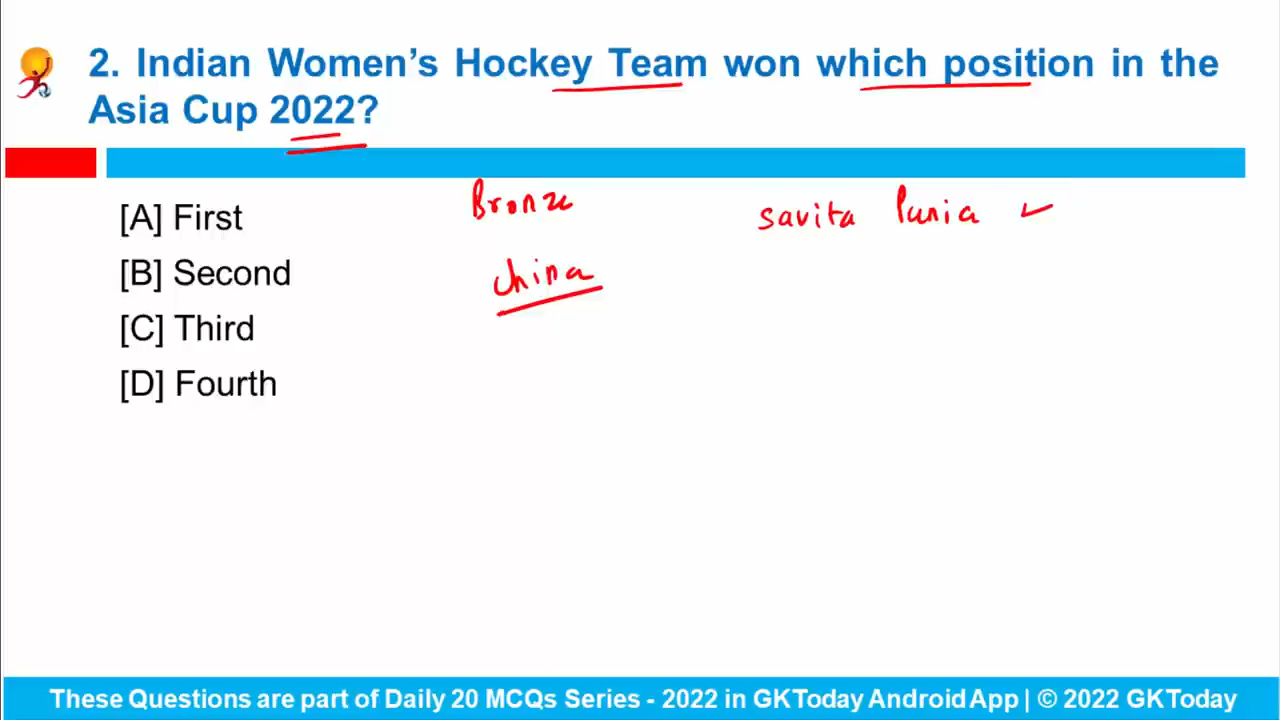 2. Indian Women’s Hockey Team won which position in the
Asia Cup 2022?
[A] First
Bronze
savita Punia
[B] Second
china
[C] Third
[D] Fourth
These Questions are part of Daily 20 MCQs Series - 2022 in GKToday Android App | © 2022 GKToday